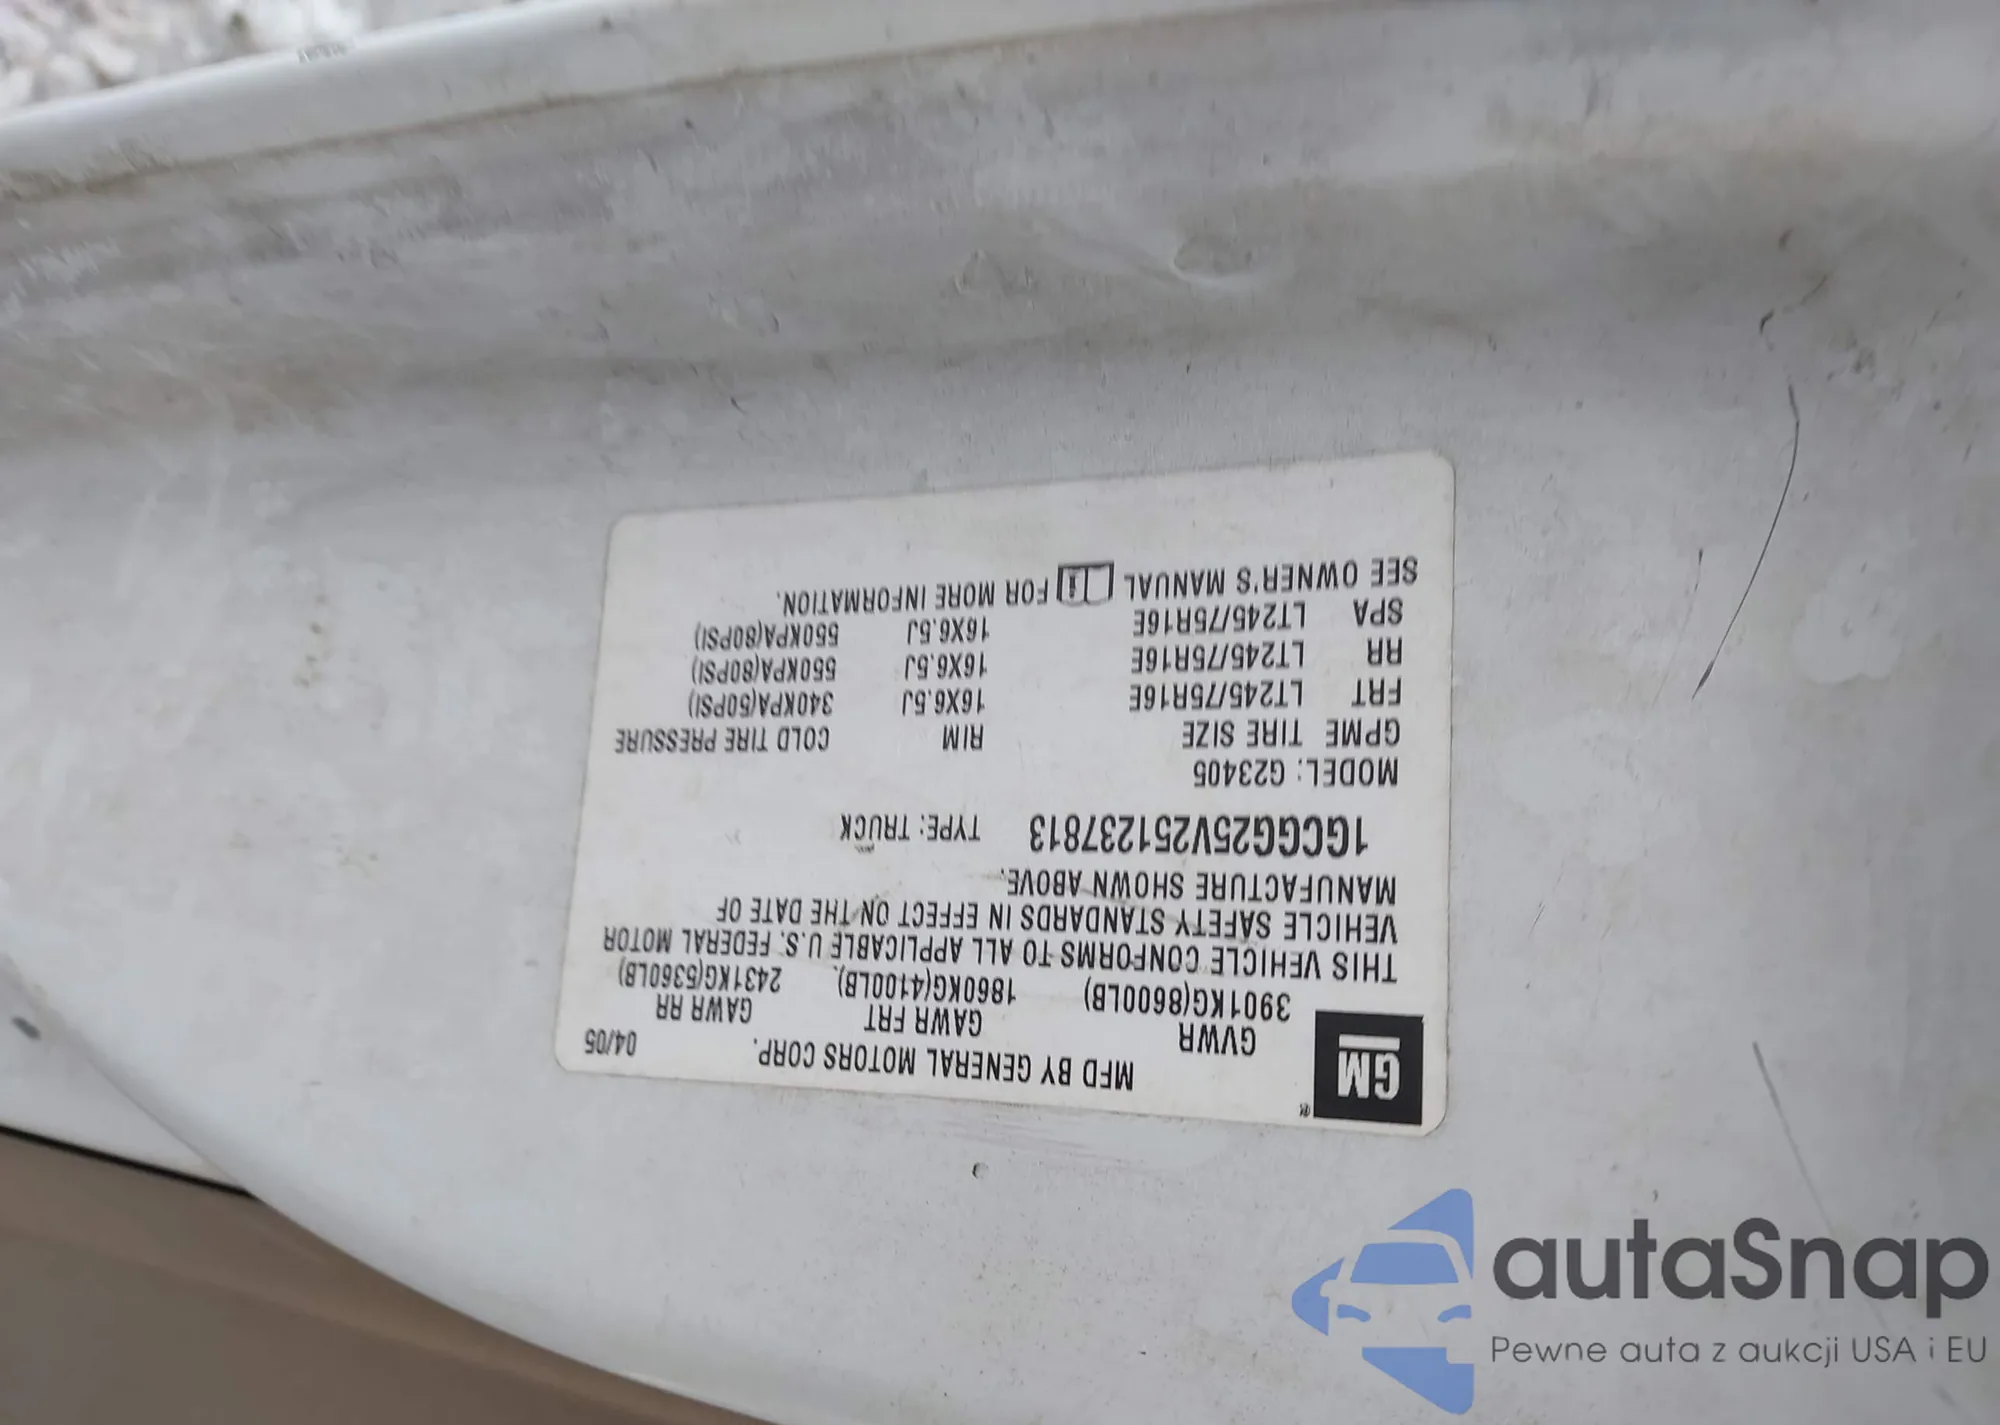 GM
®
MFD BY GENERAL MOTORS CORP. 04/05
GVWR GAWR FRT GAWR RR
3901KG(8600LB) 1860KG(4100LB). 2431KG(5360LB)
THIS VEHICLE CONFORMS TO ALL APPLICABLE U.S. FEDERAL MOTOR
VEHICLE SAFETY STANDARDS IN EFFECT ON THE DATE OF
MANUFACTURE SHOWN ABOVE.
1GCGG25V251237813 TYPE: TRUCK
MODEL: G23405
GPME TIRE SIZE RIM COLD TIRE PRESSURE
FRT LT245/75R16E 16X6.5J 340KPA(50PSI)
RR LT245/75R16E 16X6.5J 550KPA(80PSI)
SPA LT245/75R16E 16X6.5J 550KPA(80PSI)
SEE OWNER'S MANUAL FOR MORE INFORMATION.
autaSnap
Pewne auta z aukcji USA i EU